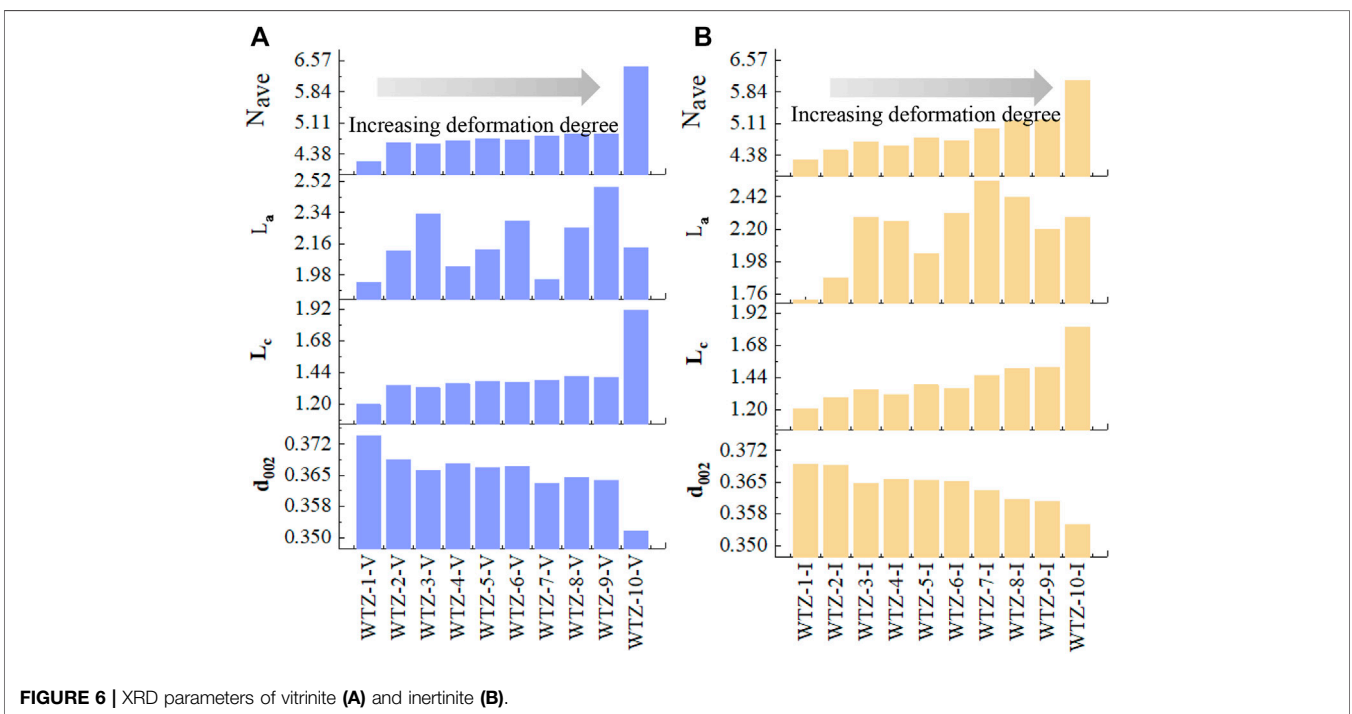 A
6.57
5.84
5.11
4.38
Nave
Increasing deformation degree
2.52
2.34
2.16
1.98
La
1.92
1.68
1.44
1.20
Lc
0.372
0.365
0.358
0.350
d002
WTZ-1-V
WTZ-2-V
WTZ-3-V
WTZ-4-V
WTZ-5-V
WTZ-6-V
WTZ-7-V
WTZ-8-V
WTZ-9-V
WTZ-10-V
B
6.57
5.84
5.11
4.38
Nave
Increasing deformation degree
2.42
2.20
1.98
1.76
La
1.92
1.68
1.44
1.20
Lc
0.372
0.365
0.358
0.350
d002
WTZ-1-I
WTZ-2-I
WTZ-3-I
WTZ-4-I
WTZ-5-I
WTZ-6-I
WTZ-7-I
WTZ-8-I
WTZ-9-I
WTZ-10-I
FIGURE 6 | XRD parameters of vitrinite (A) and inertinite (B).